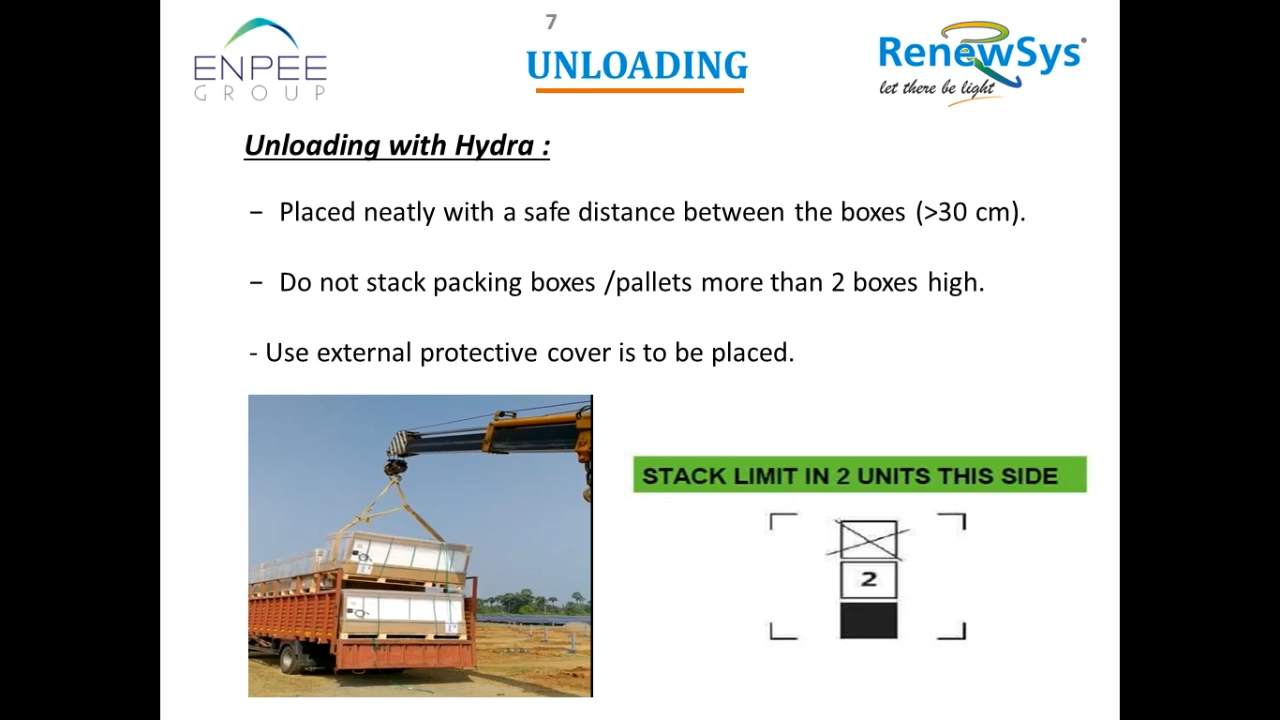 7
ENPEE
GROUP
UNLOADING
RenewSys
let there be light
Unloading with Hydra :
– Placed neatly with a safe distance between the boxes (>30 cm).
– Do not stack packing boxes /pallets more than 2 boxes high.
- Use external protective cover is to be placed.
STACK LIMIT IN 2 UNITS THIS SIDE
2